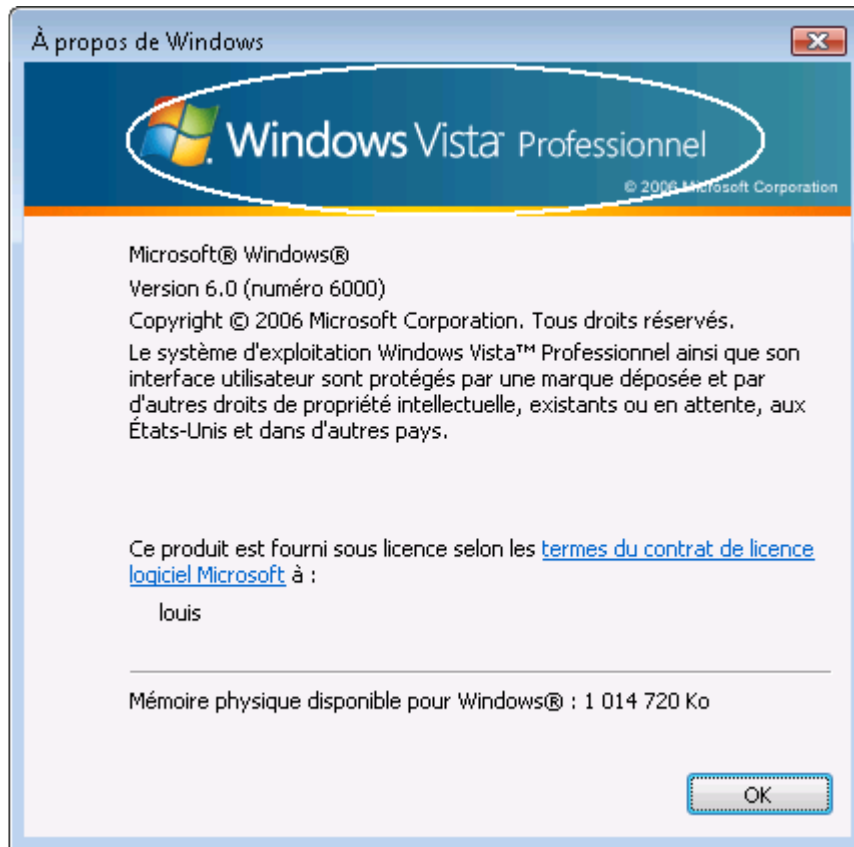 À propos de Windows
Windows Vista™ Professionnel
© 2006 Microsoft Corporation
Microsoft® Windows®
Version 6.0 (numéro 6000)
Copyright © 2006 Microsoft Corporation. Tous droits réservés.
Le système d'exploitation Windows Vista™ Professionnel ainsi que son
interface utilisateur sont protégés par une marque déposée et par
d'autres droits de propriété intellectuelle, existants ou en attente, aux
États-Unis et dans d'autres pays.
Ce produit est fourni sous licence selon les termes du contrat de licence
logiciel Microsoft à :
louis
Mémoire physique disponible pour Windows® : 1 014 720 Ko
OK